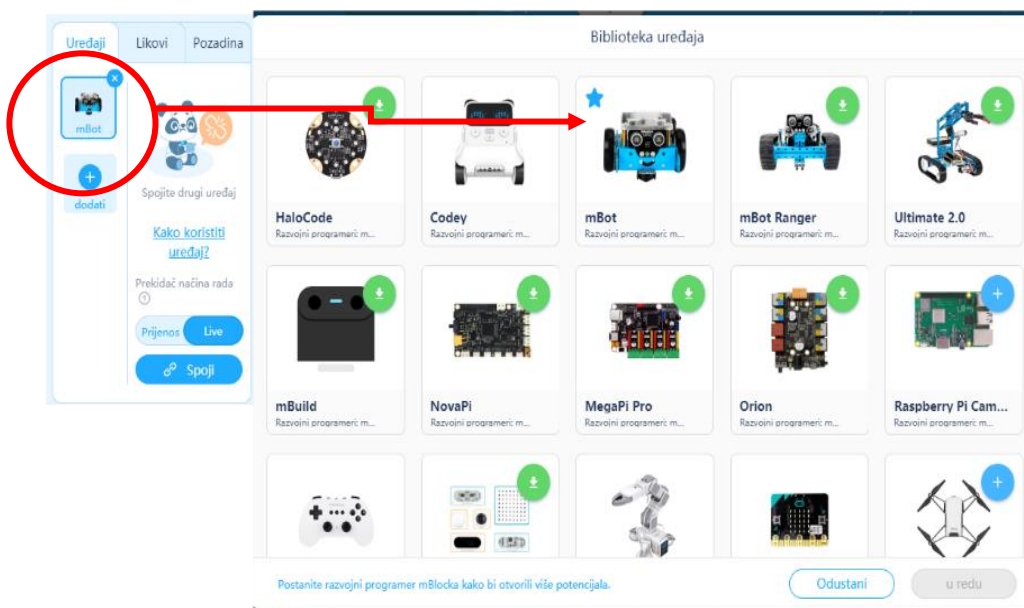 Uređaji
Likovi
Pozadina
mBot
dodati
Spojite drugi uređaj
Kako koristiti
uređaj?
Prekidač načina rada
Prijenos
Live
Spoji
Biblioteka uređaja
HaloCode
Razvojni programeri: m...
Codey
Razvojni programeri: m...
mBot
Razvojni programeri: m...
mBot Ranger
Razvojni programeri: m...
Ultimate 2.0
Razvojni programeri: m...
mBuild
Razvojni programeri: m...
NovaPi
Razvojni programeri: m...
MegaPi Pro
Razvojni programeri: m...
Orion
Razvojni programeri: m...
Raspberry Pi Cam...
Razvojni programeri: m...
Postanite razvojni programer mBlocka kako bi otvorili više potencijala.
Odustani
u redu